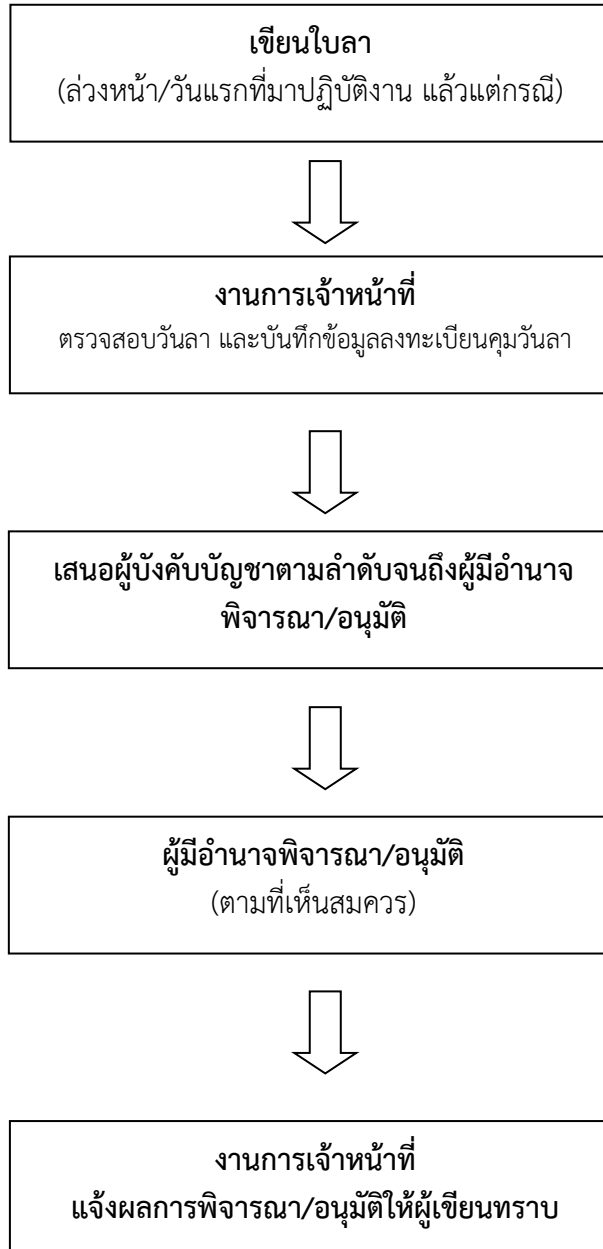 เขียนใบลา
(ล่วงหน้า/วันแรกที่มาปฏิบัติงาน แล้วแต่กรณี)
งานการเจ้าหน้าที่
ตรวจสอบวันลา และบันทึกข้อมูลลงทะเบียนคุมวันลา
เสนอผู้บังคับบัญชาตามลำดับจนถึงผู้มีอำนาจ
พิจารณา/อนุมัติ
ผู้มีอำนาจพิจารณา/อนุมัติ
(ตามที่เห็นสมควร)
งานการเจ้าหน้าที่
แจ้งผลการพิจารณา/อนุมัติให้ผู้เขียนทราบ